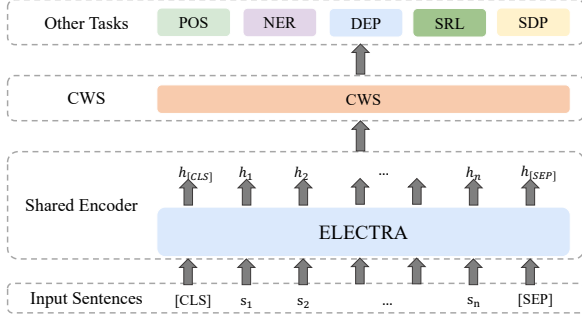 Other Tasks POS NER DEP SRL SDP
CWS CWS
h[CLS] h1 h2 ... hn h[SEP]
Shared Encoder
ELECTRA
Input Sentences [CLS] s1 s2 ... sn [SEP]